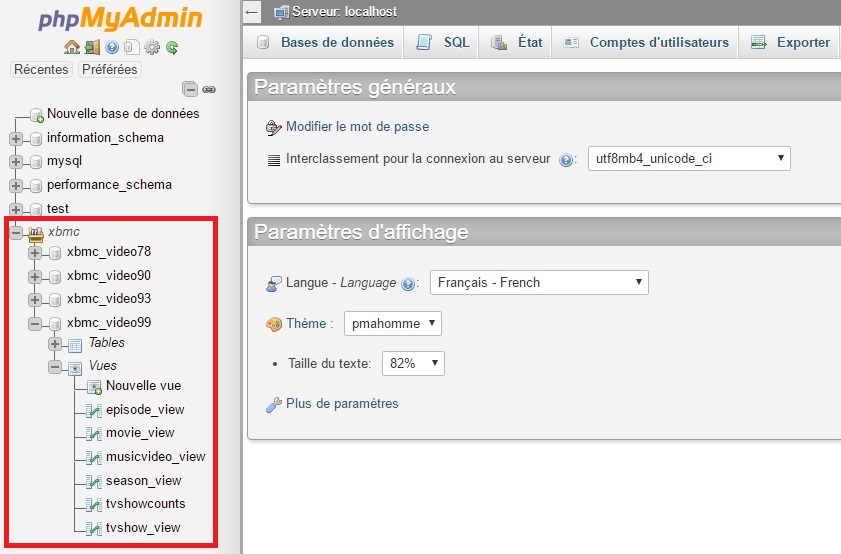 phpMyAdmin
Récentes Préférées
Nouvelle base de données
information_schema
mysql
performance_schema
test
xbmc
xbmc_video78
xbmc_video90
xbmc_video93
xbmc_video99
Tables
Vues
Nouvelle vue
episode_view
movie_view
musicvideo_view
season_view
tvshowcounts
tvshow_view
Serveur: localhost
Bases de données SQL État Comptes d'utilisateurs Exporter
Paramètres généraux
Modifier le mot de passe
Interclassement pour la connexion au serveur : utf8mb4_unicode_ci
Paramètres d'affichage
Langue - Language : Français - French
Thème : pmahomme
• Taille du texte: 82%
Plus de paramètres